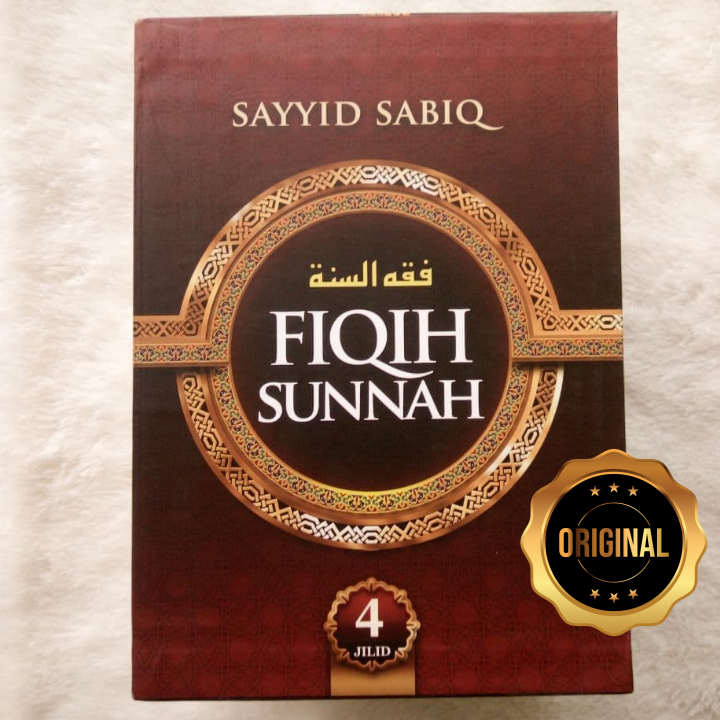 SAYYID SABIQ
فقه السنة
FIQIH
SUNNAH
ORIGINAL
4
JILID